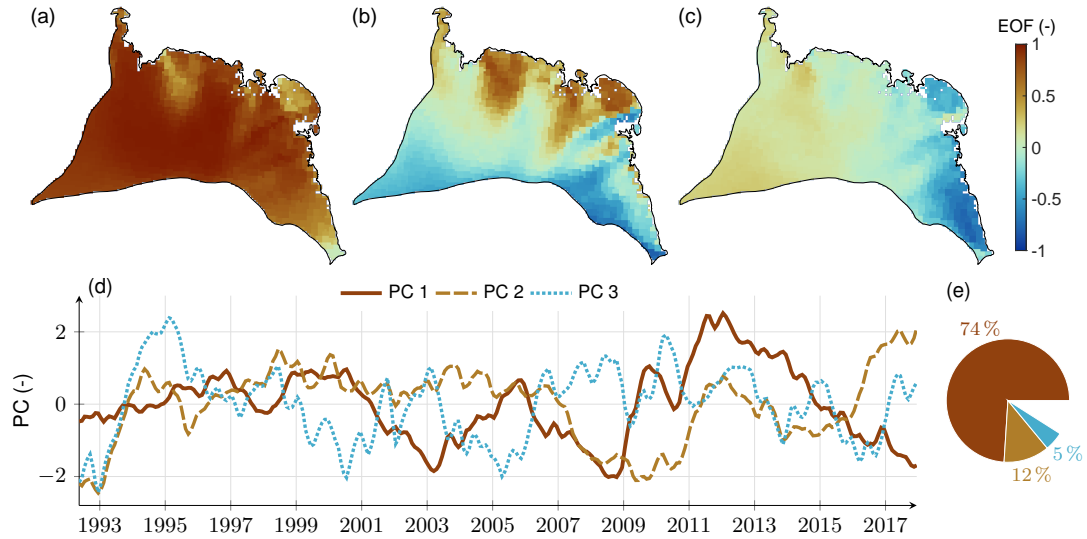 (a)
(b)
(c)
EOF (-)
1
0.5
0
-0.5
-1
(d)
PC 1
PC 2
PC 3
(e)
2
0
−2
PC (-)
1993
1995
1997
1999
2001
2003
2005
2007
2009
2011
2013
2015
2017
74 %
5 %
12 %